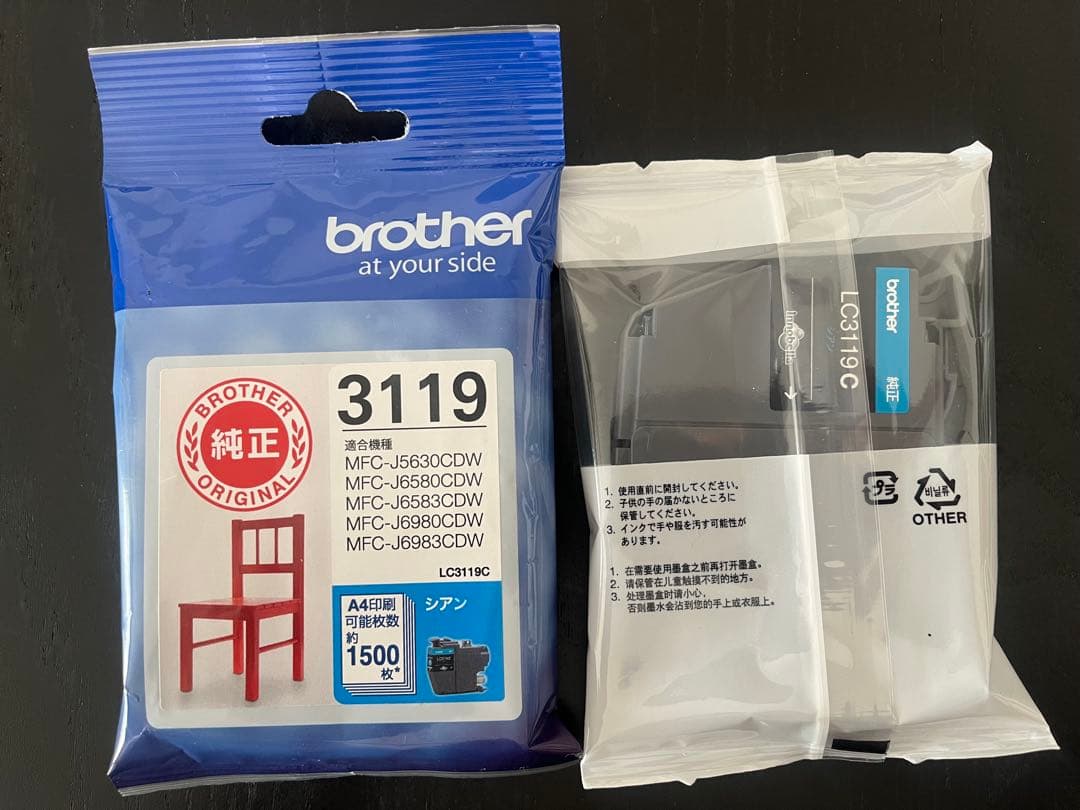 brother
at your side
BROTHER
純正
ORIGINAL
3119
適合機種
MFC-J5630CDW
MFC-J6580CDW
MFC-J6583CDW
MFC-J6980CDW
MFC-J6983CDW
LC3119C
A4印刷
可能枚数
約
1500
枚*
シアン
brother 純正
LC3119C
Innobella
1. 使用直前に開封してください。
2. 子供の手の届かないところに
保管してください。
3. インクで手や服を汚す可能性が
あります。
1. 在需要使用墨盒之前再打开墨盒。
2. 请保管在儿童触摸不到的地方。
3. 处理墨盒时请小心，
否则墨水会沾到您的手上或衣服上。
プラ
비닐류
OTHER